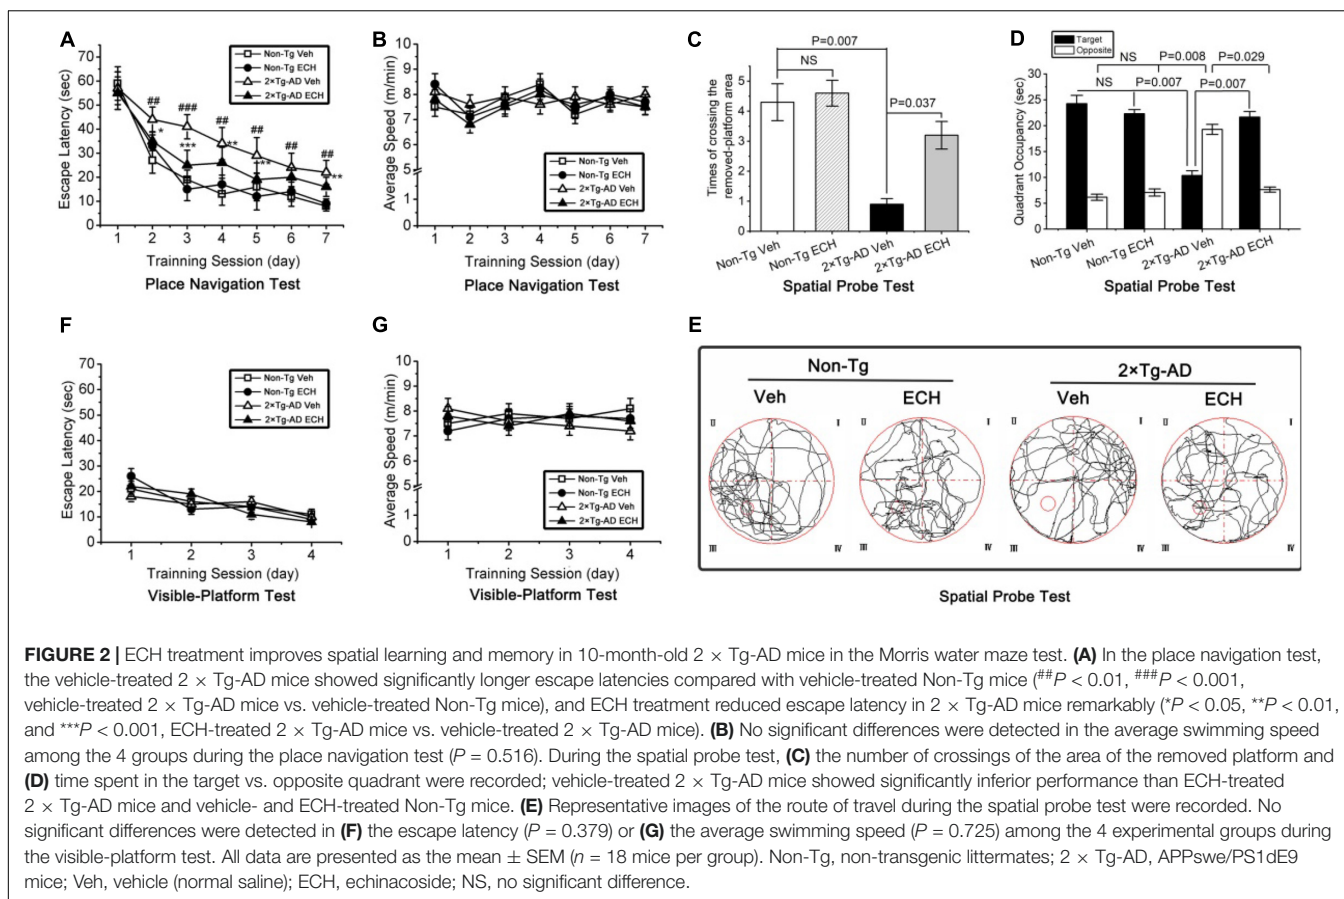 A
Escape Latency (sec)
70
60
50
40
30
20
10
0
Non-Tg Veh
Non-Tg ECH
2×Tg-AD Veh
2×Tg-AD ECH
##
###
##
##
##
##
*
***
**
**
**
1 2 3 4 5 6 7
Trainning Session (day)
Place Navigation Test
B
Average Speed (m/min)
10
9
8
7
6
5
1
0
Non-Tg Veh
Non-Tg ECH
2×Tg-AD Veh
2×Tg-AD ECH
1 2 3 4 5 6 7
Trainning Session (day)
Place Navigation Test
C
Times of crossing the
removed-platform area
5
4
3
2
1
0
P=0.007
NS
P=0.037
Non-Tg Veh
Non-Tg ECH
2×Tg-AD Veh
2×Tg-AD ECH
Spatial Probe Test
D
Target
Opposite
Quadrant Occupancy (sec)
30
25
20
15
10
5
0
NS P=0.008 P=0.029
NS P=0.007 P=0.007
Non-Tg Veh
Non-Tg ECH
2×Tg-AD Veh
2×Tg-AD ECH
Spatial Probe Test
F
Escape Latency (sec)
70
60
50
40
30
20
10
0
Non-Tg Veh
Non-Tg ECH
2×Tg-AD Veh
2×Tg-AD ECH
1 2 3 4
Trainning Session (day)
Visible-Platform Test
G
Average Speed (m/min)
10
9
8
7
6
5
1
0
Non-Tg Veh
Non-Tg ECH
2×Tg-AD Veh
2×Tg-AD ECH
1 2 3 4
Trainning Session (day)
Visible-Platform Test
E
Non-Tg 2×Tg-AD
Veh ECH Veh ECH
II I II I II I II I
III IV III IV III IV III IV
Spatial Probe Test
FIGURE 2 | ECH treatment improves spatial learning and memory in 10-month-old 2 × Tg-AD mice in the Morris water maze test. (A) In the place navigation test,
the vehicle-treated 2 × Tg-AD mice showed significantly longer escape latencies compared with vehicle-treated Non-Tg mice (##P < 0.01, ###P < 0.001,
vehicle-treated 2 × Tg-AD mice vs. vehicle-treated Non-Tg mice), and ECH treatment reduced escape latency in 2 × Tg-AD mice remarkably (*P < 0.05, **P < 0.01,
and ***P < 0.001, ECH-treated 2 × Tg-AD mice vs. vehicle-treated 2 × Tg-AD mice). (B) No significant differences were detected in the average swimming speed
among the 4 groups during the place navigation test (P = 0.516). During the spatial probe test, (C) the number of crossings of the area of the removed platform and
(D) time spent in the target vs. opposite quadrant were recorded; vehicle-treated 2 × Tg-AD mice showed significantly inferior performance than ECH-treated
2 × Tg-AD mice and vehicle- and ECH-treated Non-Tg mice. (E) Representative images of the route of travel during the spatial probe test were recorded. No
significant differences were detected in (F) the escape latency (P = 0.379) or (G) the average swimming speed (P = 0.725) among the 4 experimental groups during
the visible-platform test. All data are presented as the mean ± SEM (n = 18 mice per group). Non-Tg, non-transgenic littermates; 2 × Tg-AD, APPswe/PS1dE9
mice; Veh, vehicle (normal saline); ECH, echinacoside; NS, no significant difference.